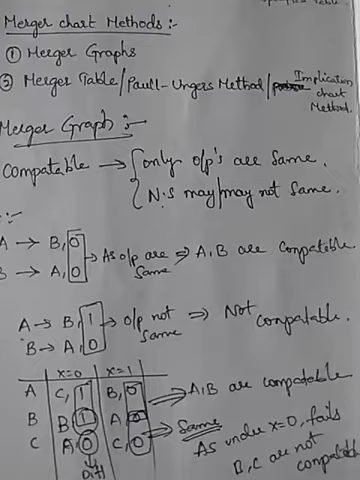 Merger chart Methods :-
① Merger Graphs
② Merger Table/Paull-Ungers Method/ Implication chart Method.
Merger Graph :-
Compatable → { only o/p's are same.
N.S may/may not same.
:-
A → B, 0
→ As o/p are same ⇒ A, B are compatible
B → A, 0
A → B, 1
→ o/p not same ⇒ Not compatable.
B → A, 0
x=0 x=1
A C, 1 B, 0 ⇒ A, B are compatable
B B, 1 A, 0
C A, 0 C, 0 ⇒ Same
As under x=0, fails
Diff B, C are not
compatable